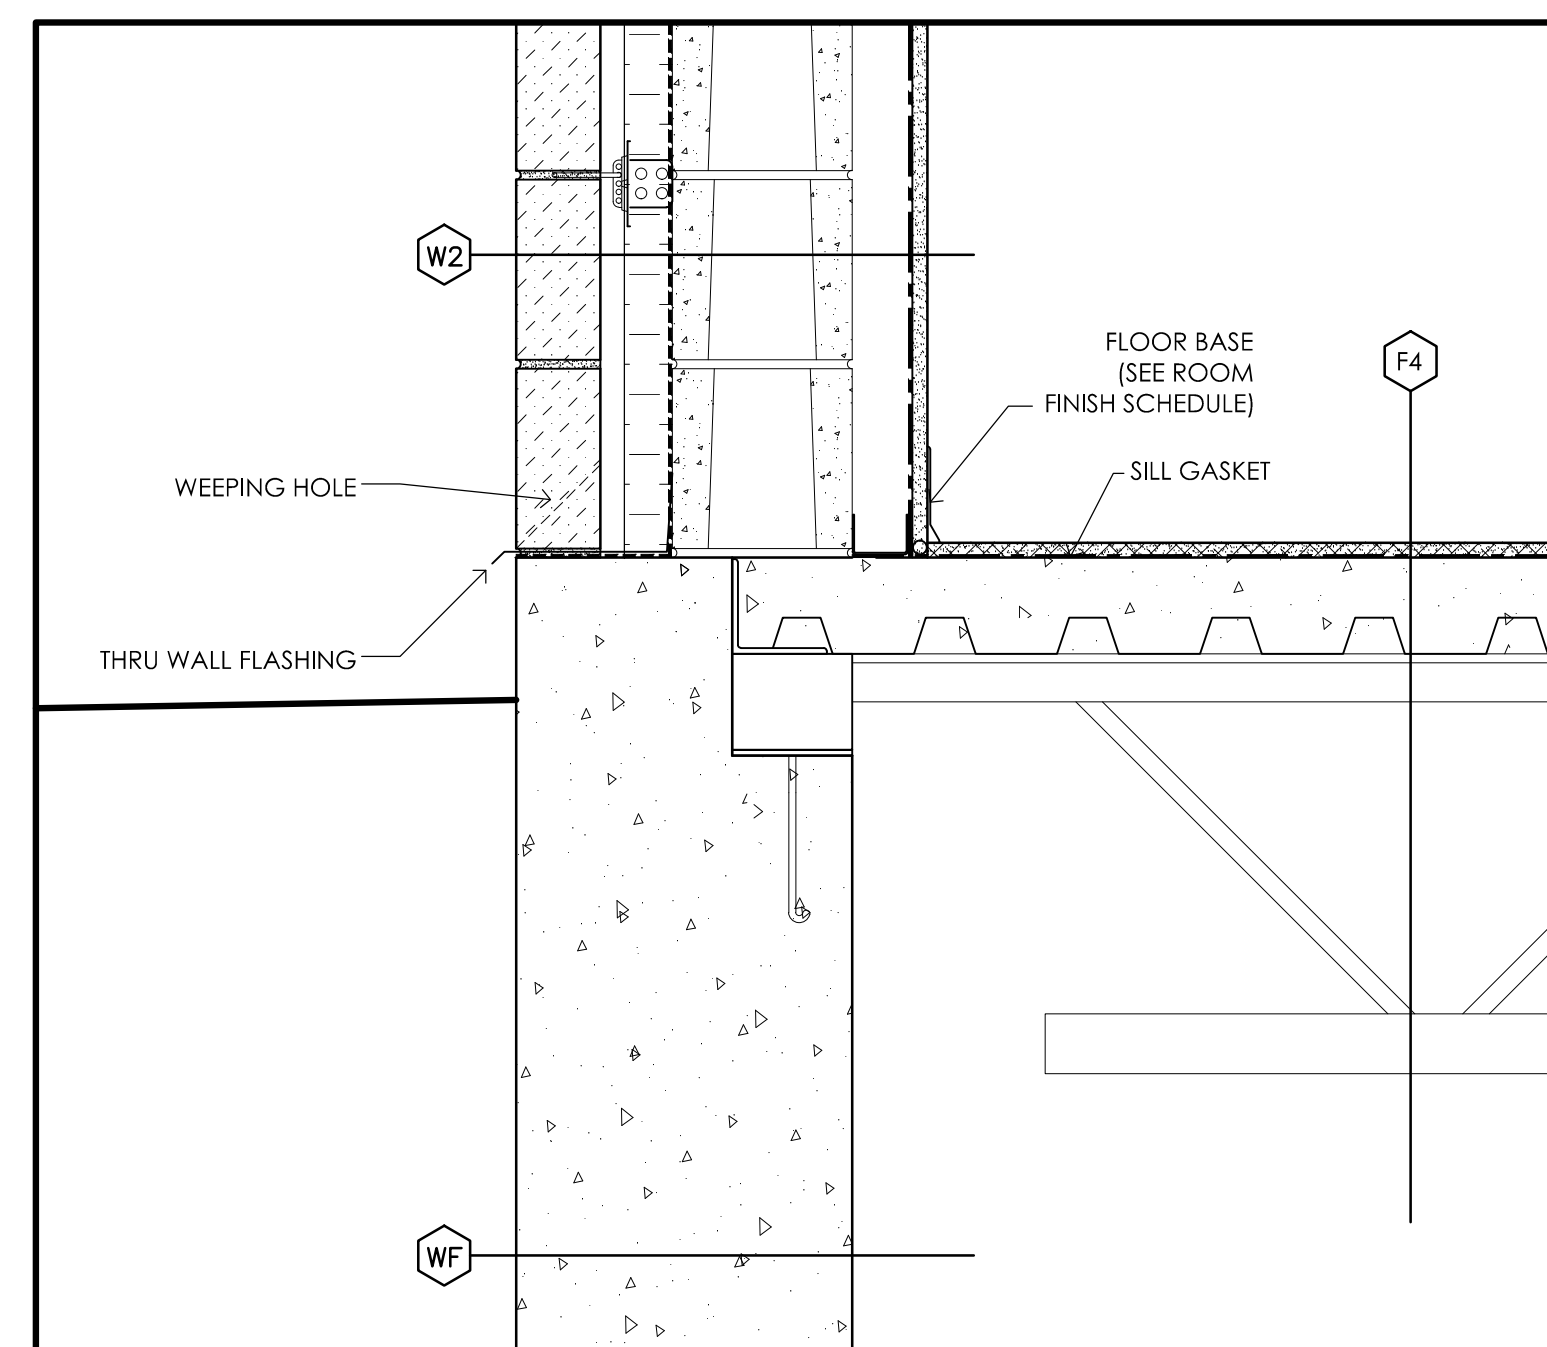 W2
FLOOR BASE
(SEE ROOM
FINISH SCHEDULE)
F4
SILL GASKET
WEEPING HOLE
THRU WALL FLASHING
WF